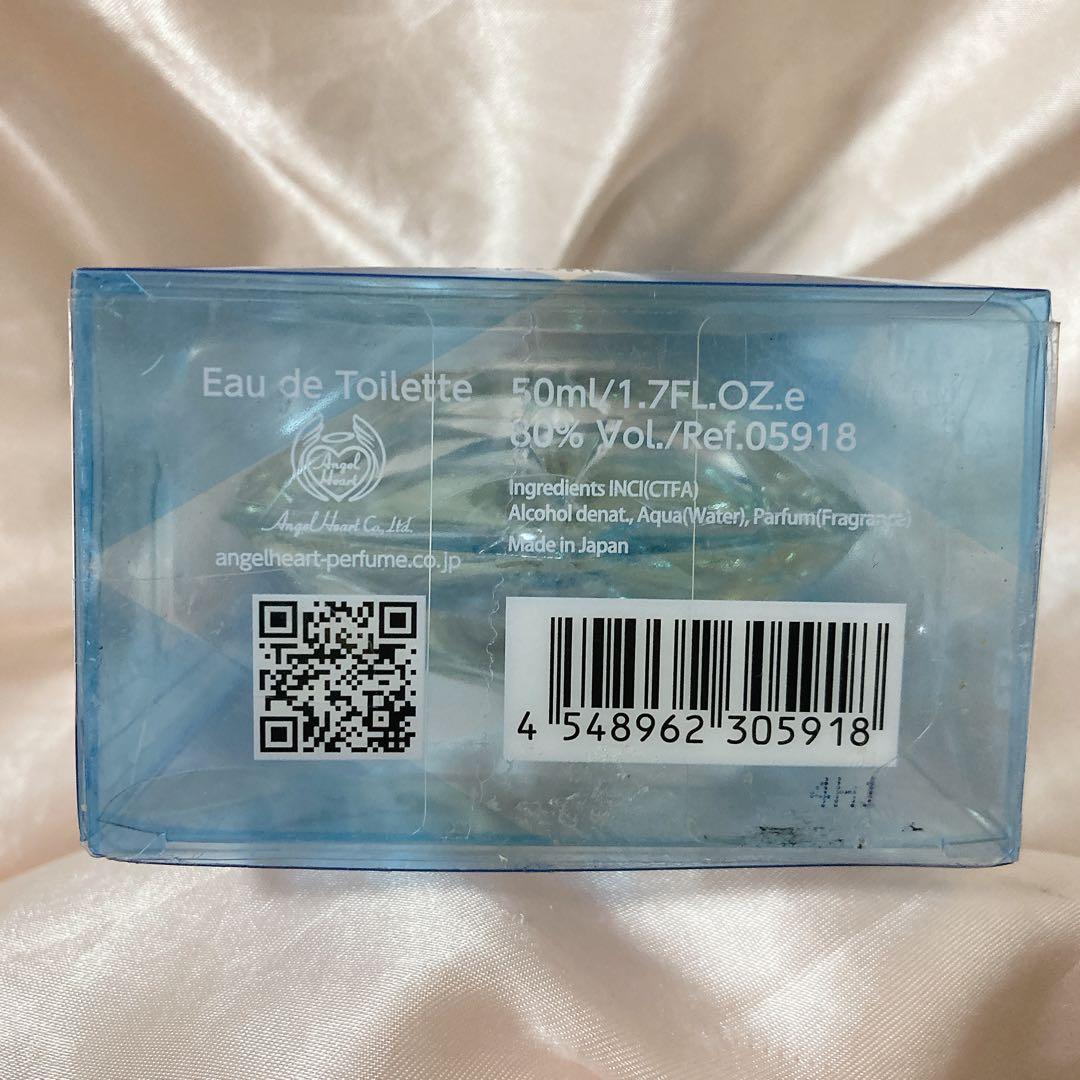 Eau de Toilette
Angel
Heart
Angel Heart Co., Ltd.
angelheart-perfume.co.jp
50ml/1.7FL.OZ.e
80% Vol./Ref.05918
Ingredients INCI(CTFA)
Alcohol denat., Aqua(Water), Parfum(Fragrance)
Made in Japan
4 548962 305918
4H1